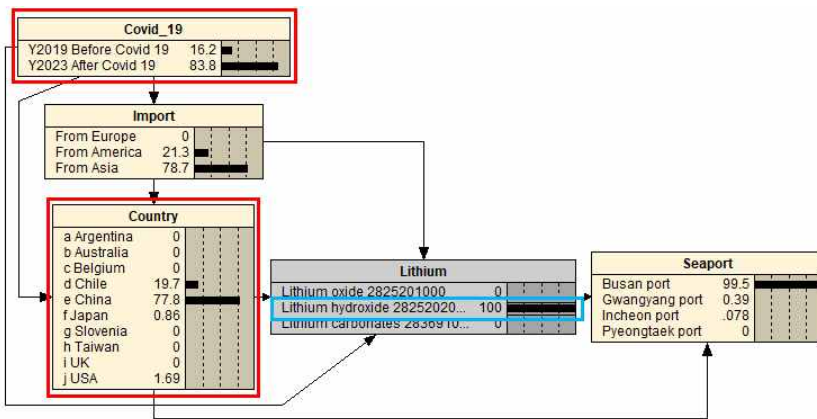 Covid_19
Y2019 Before Covid 19 16.2
Y2023 After Covid 19 83.8
Import
From Europe 0
From America 21.3
From Asia 78.7
Country
a Argentina 0
b Australia 0
c Belgium 0
d Chile 19.7
e China 77.8
f Japan 0.86
g Slovenia 0
h Taiwan 0
i UK 0
j USA 1.69
Lithium
Lithium oxide 2825201000 0
Lithium hydroxide 28252020... 100
Lithium carbonates 2836910... 0
Seaport
Busan port 99.5
Gwangyang port 0.39
Incheon port .078
Pyeongtaek port 0